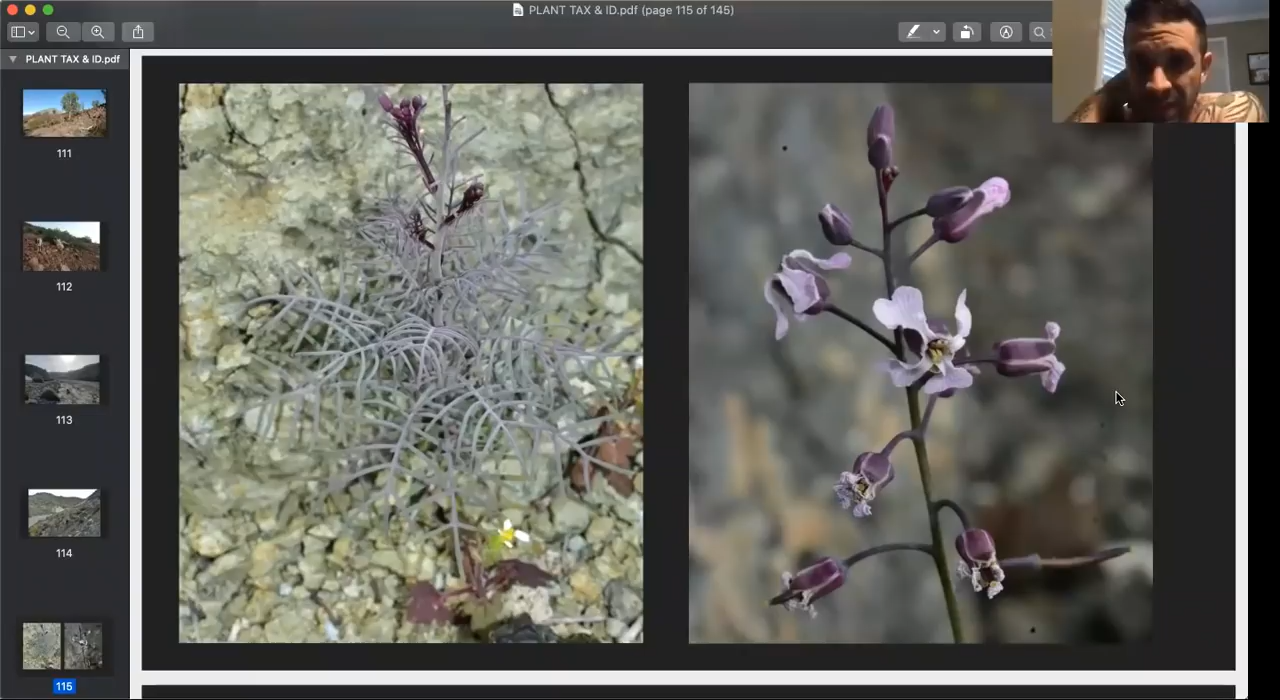 PLANT TAX & ID.pdf (page 115 of 145)
PLANT TAX & ID.pdf
111
112
113
114
115